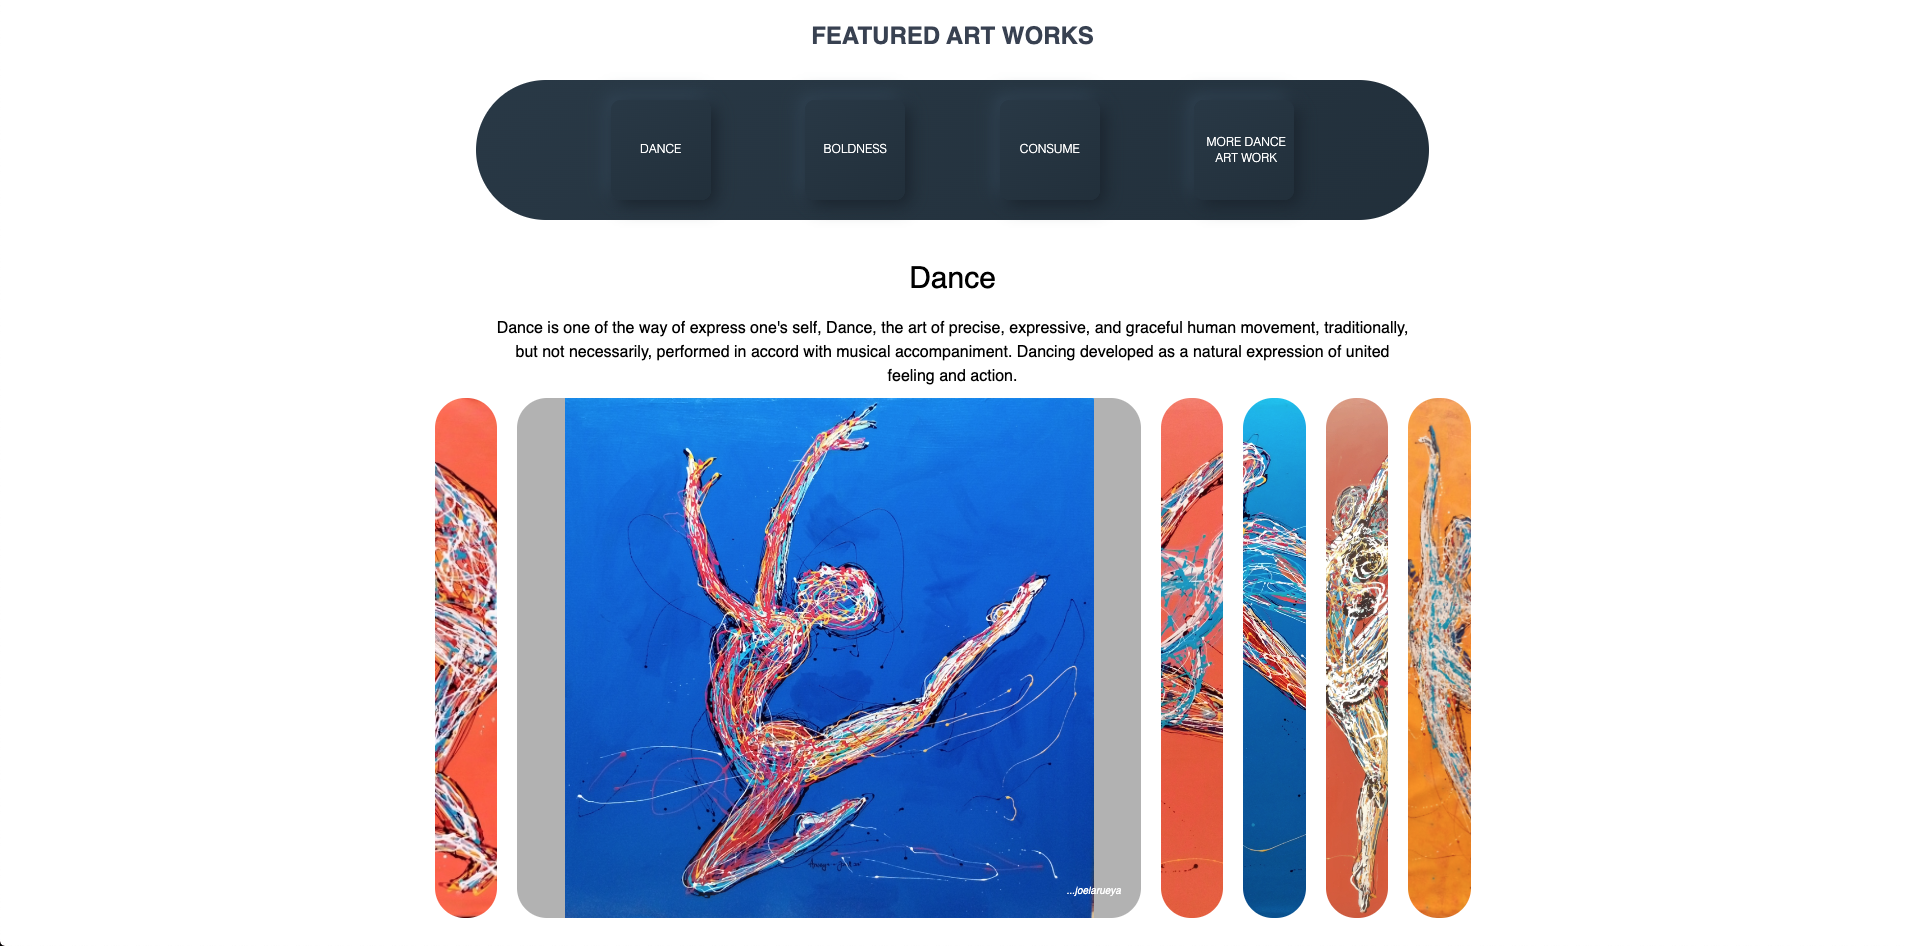 FEATURED ART WORKS
DANCE
BOLDNESS
CONSUME
MORE DANCE
ART WORK
Dance
Dance is one of the way of express one's self, Dance, the art of precise, expressive, and graceful human movement, traditionally,
but not necessarily, performed in accord with musical accompaniment. Dancing developed as a natural expression of united
feeling and action.
...joelarueya